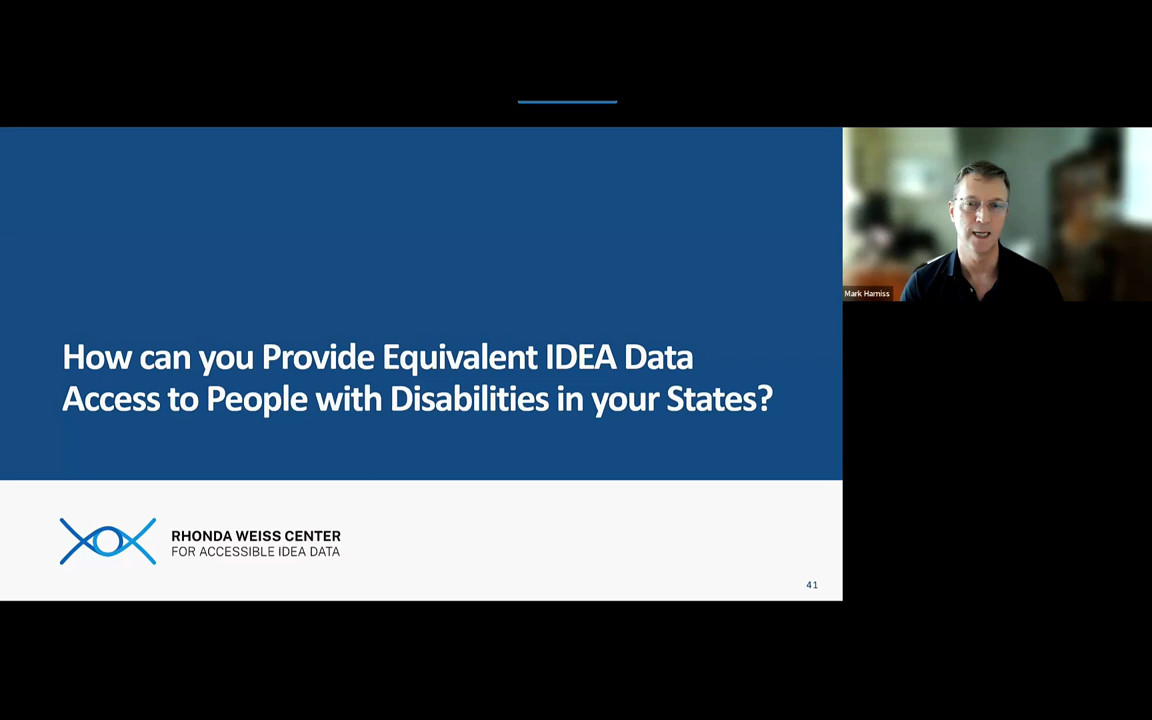 How can you Provide Equivalent IDEA Data
Access to People with Disabilities in your States?
RHONDA WEISS CENTER
FOR ACCESSIBLE IDEA DATA
41
Mark Harniss